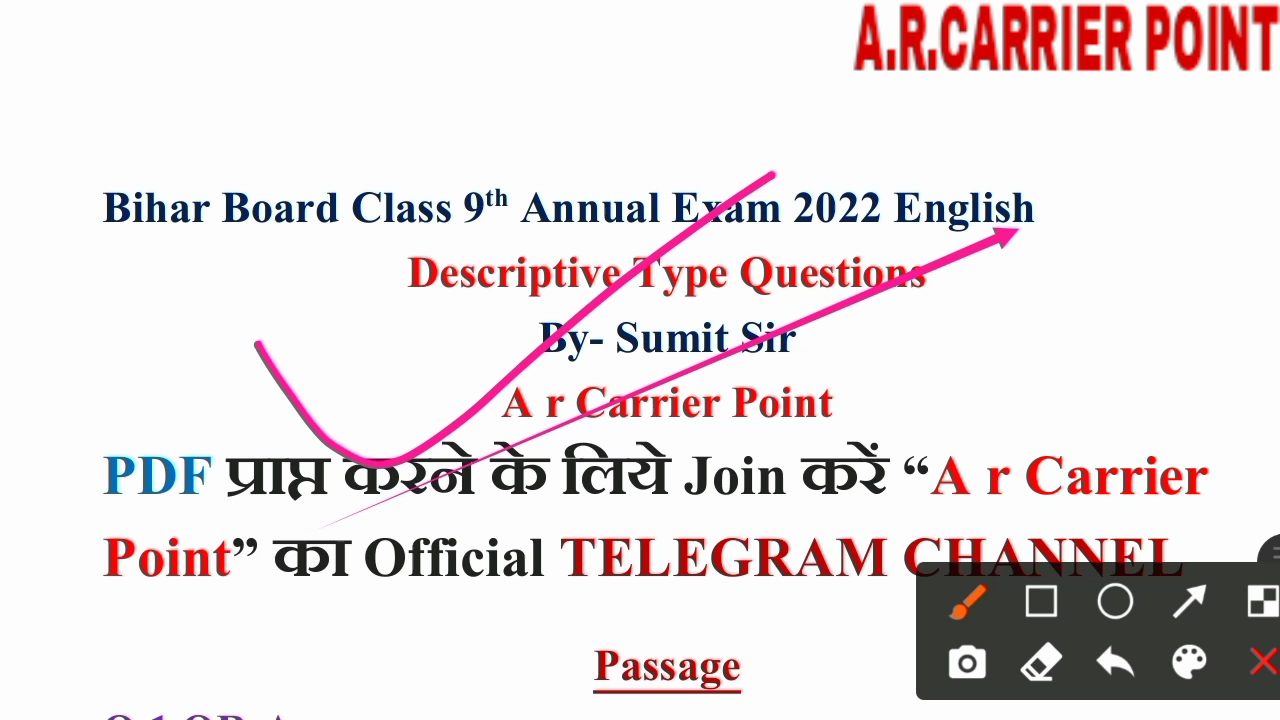 A.R.CARRIER POINT
Bihar Board Class 9th Annual Exam 2022 English
Descriptive Type Questions
By- Sumit Sir
A r Carrier Point
PDF प्राप्त करने के लिये Join करें “A r Carrier
Point” का Official TELEGRAM CHANNEL
Passage